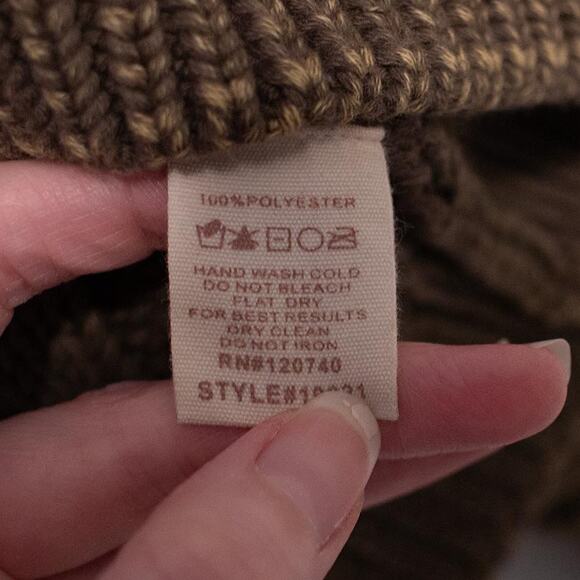 100%POLYESTER
HAND WASH COLD
DO NOT BLEACH
FLAT DRY
FOR BEST RESULTS
DRY CLEAN
DO NOT IRON
RN#120740